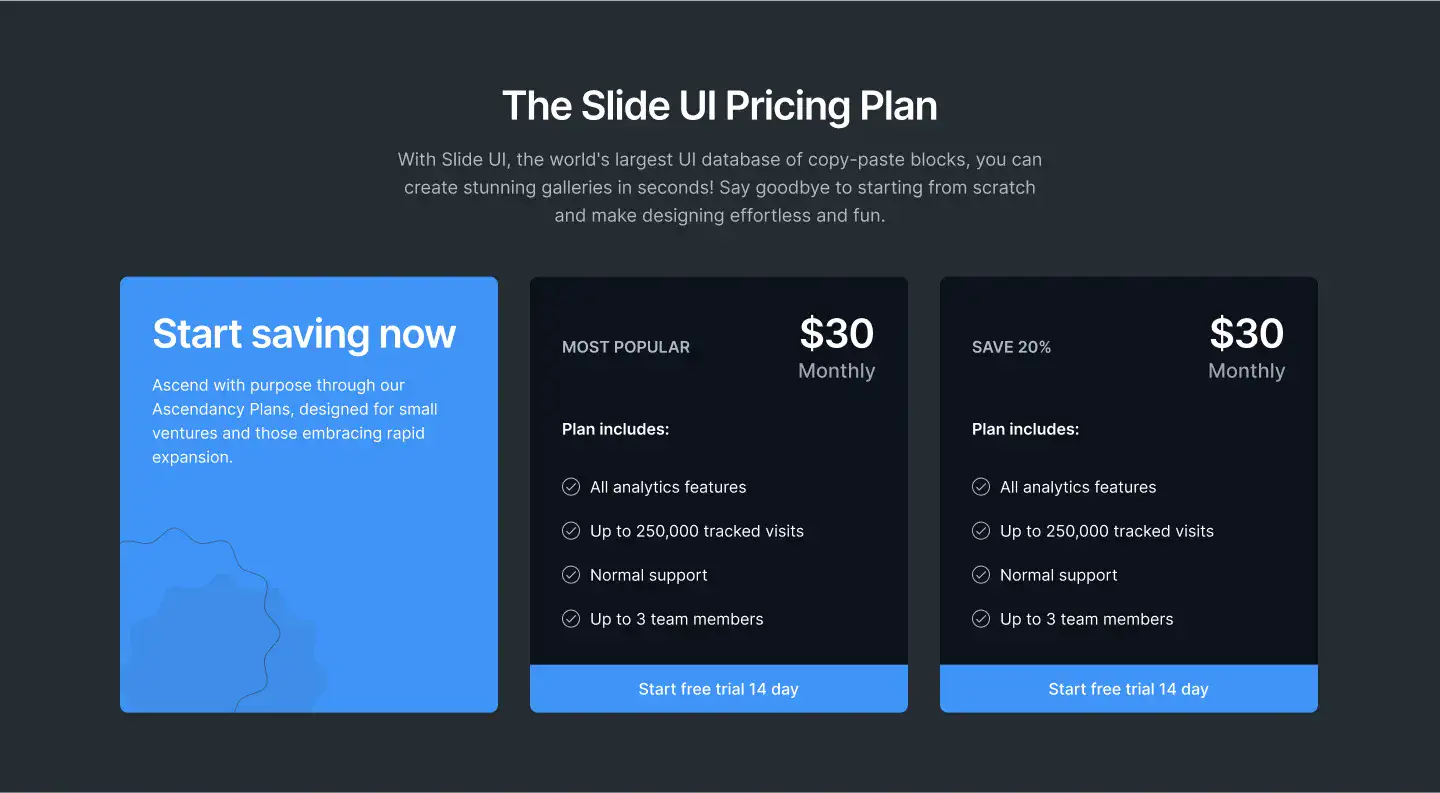 The Slide UI Pricing Plan
With Slide UI, the world's largest UI database of copy-paste blocks, you can
create stunning galleries in seconds! Say goodbye to starting from scratch
and make designing effortless and fun.
Start saving now
Ascend with purpose through our
Ascendancy Plans, designed for small
ventures and those embracing rapid
expansion.
MOST POPULAR
$30
Monthly
Plan includes:
All analytics features
Up to 250,000 tracked visits
Normal support
Up to 3 team members
Start free trial 14 day
SAVE 20%
$30
Monthly
Plan includes:
All analytics features
Up to 250,000 tracked visits
Normal support
Up to 3 team members
Start free trial 14 day